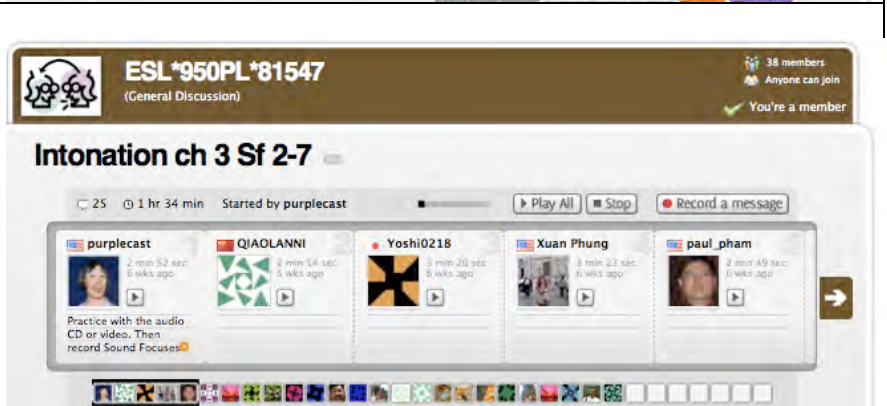 ESL*950PL*81547
(General Discussion)
38 members
Anyone can join
You're a member
Intonation ch 3 Sf 2-7
25 1 hr 34 min Started by purplecast Play All Stop Record a message
purplecast QIAOLANNI Yoshi0218 Xuan Phung paul_pham
2 min 52 sec 2 min 54 sec 3 min 20 sec 3 min 23 sec 2 min 49 sec
6 wks ago 6 wks ago 6 wks ago 6 wks ago 6 wks ago
Practice with the audio
CD or video. Then
record Sound Focuses